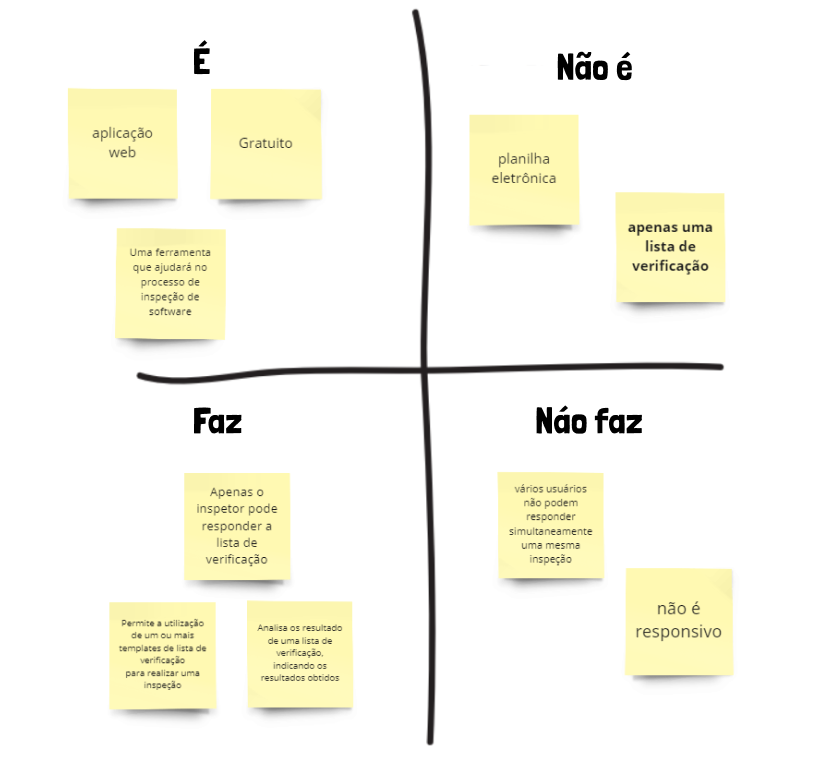 É
aplicação
web
Gratuito
Uma ferramenta
que ajudará no
processo de
inspeção de
software
Não é
planilha
eletrônica
apenas uma
lista de
verificação
Faz
Apenas o
inspetor pode
responder a
lista de
verificação
Permite a utilização
de um ou mais
templates de lista de
verificação
para realizar uma
inspeção
Analisa os resultado
de uma lista de
verificação,
indicando os
resultados obtidos
Náo faz
vários usuários
não podem
responder
simultaneamente
uma mesma
inspeção
não é
responsivo